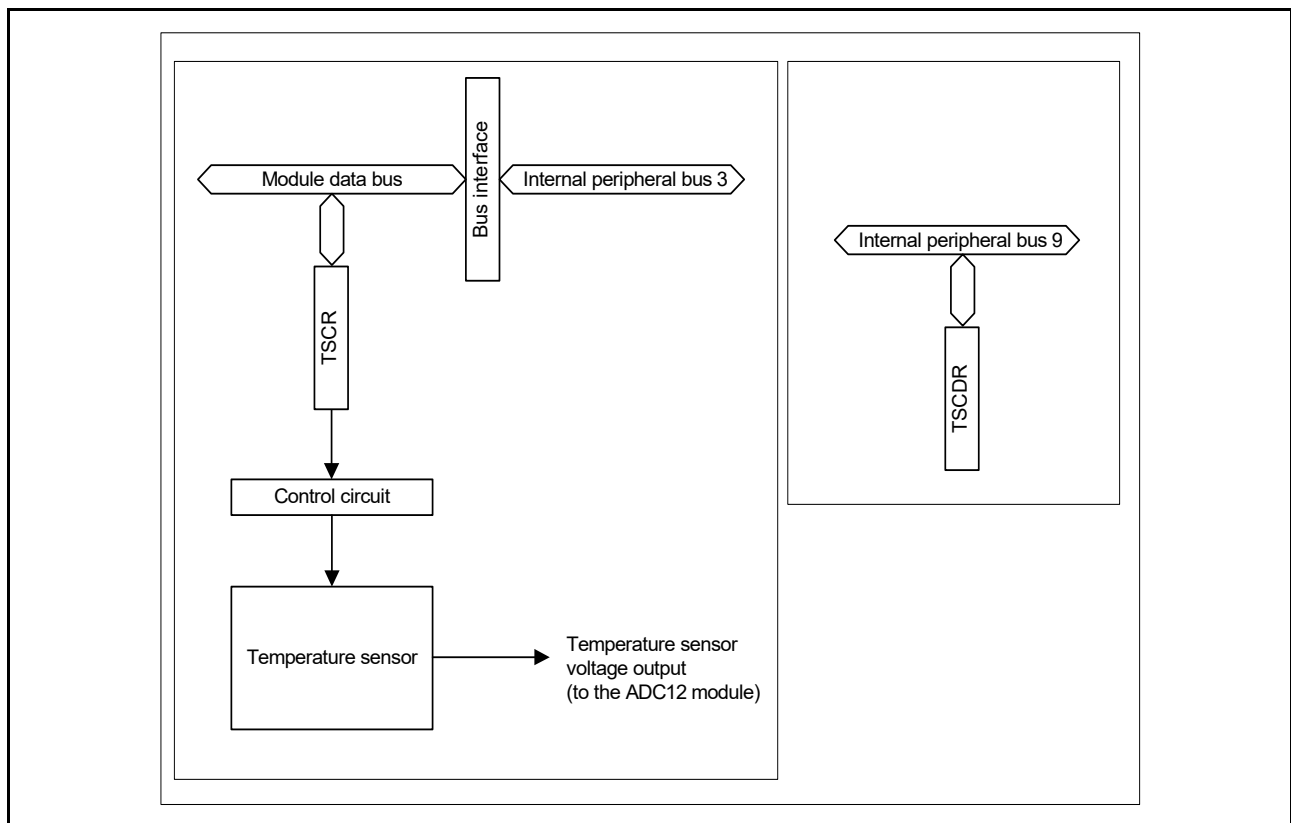 Bus interface
Module data bus
Internal peripheral bus 3
TSCR
Control circuit
Temperature sensor
Temperature sensor
voltage output
(to the ADC12 module)
Internal peripheral bus 9
TSCDR